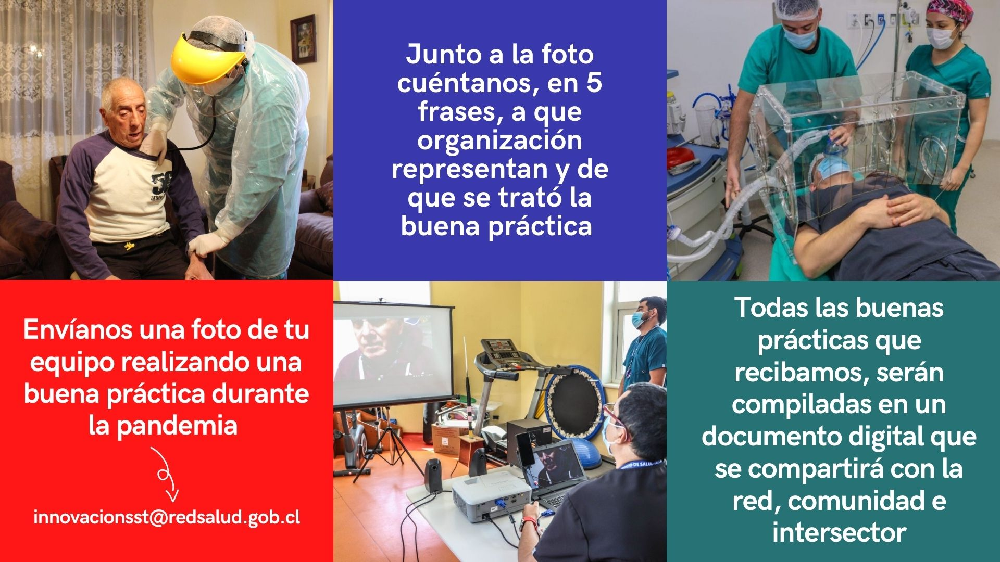 Junto a la foto
cuéntanos, en 5
frases, a que
organización
representan y de
que se trató la
buena práctica
Envíanos una foto de tu
equipo realizando una
buena práctica durante
la pandemia
innovacionsst@redsalud.gob.cl
Todas las buenas
prácticas que
recibamos, serán
compiladas en un
documento digital que
se compartirá con la
red, comunidad e
intersector